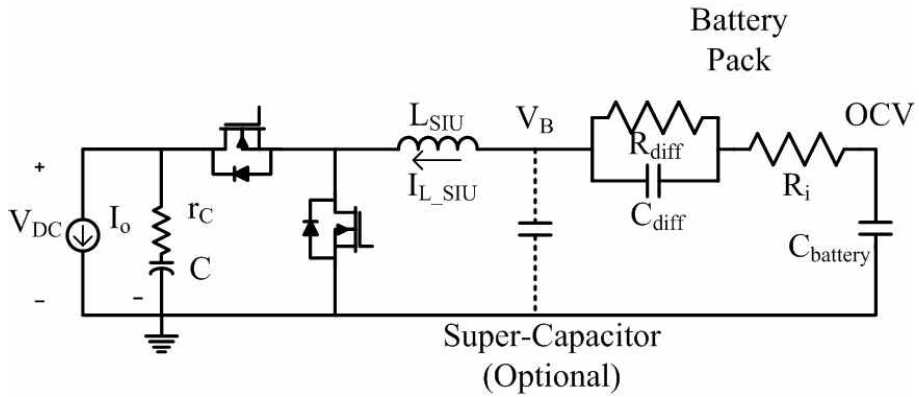 Battery
Pack
L_SIU
V_B
OCV
R_diff
I_L_SIU
R_i
+
r_C
V_DC
I_o
C_diff
C
C_battery
−
-
Super-Capacitor
(Optional)